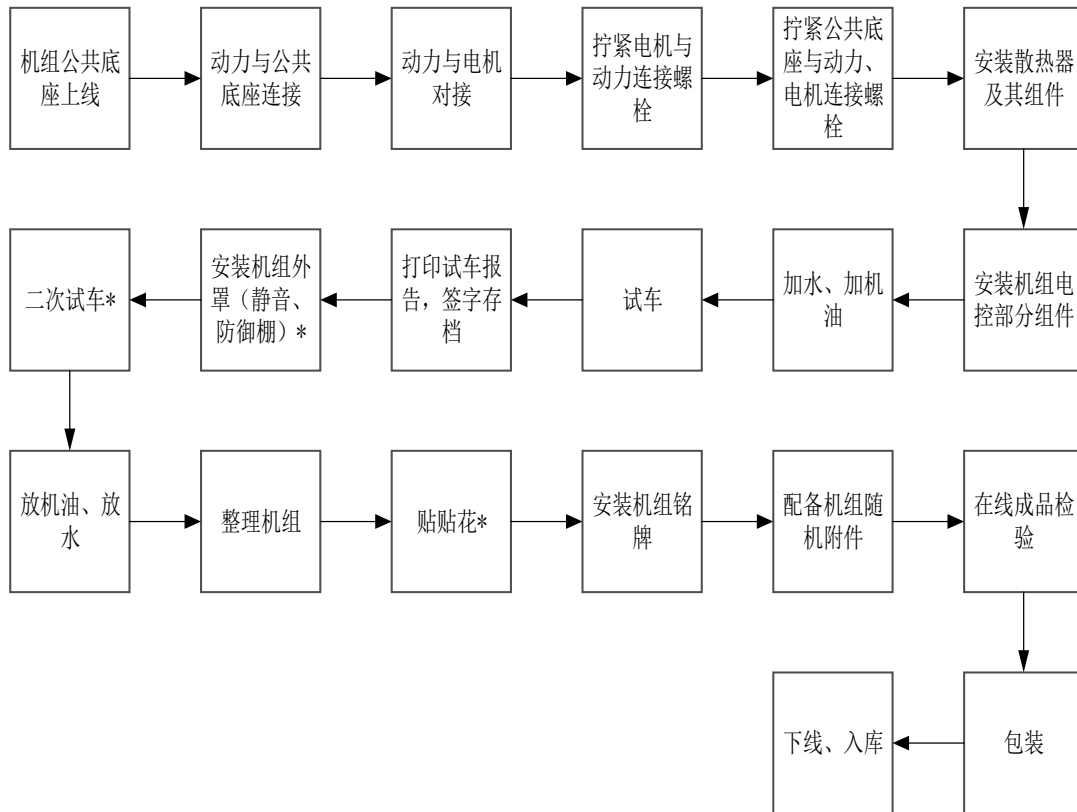 机组公共底
座上线
动力与公共
底座连接
动力与电机
对接
拧紧电机与
动力连接螺
栓
拧紧公共底
座与动力、
电机连接螺
栓
安装散热器
及其组件
安装机组电
控部分组件
加水、加机
油
试车
打印试车报
告，签字存
档
安装机组外
罩（静音、
防御棚）*
二次试车*
放机油、放
水
整理机组
贴贴花*
安装机组铭
牌
配备机组随
机附件
在线成品检
验
包装
下线、入库